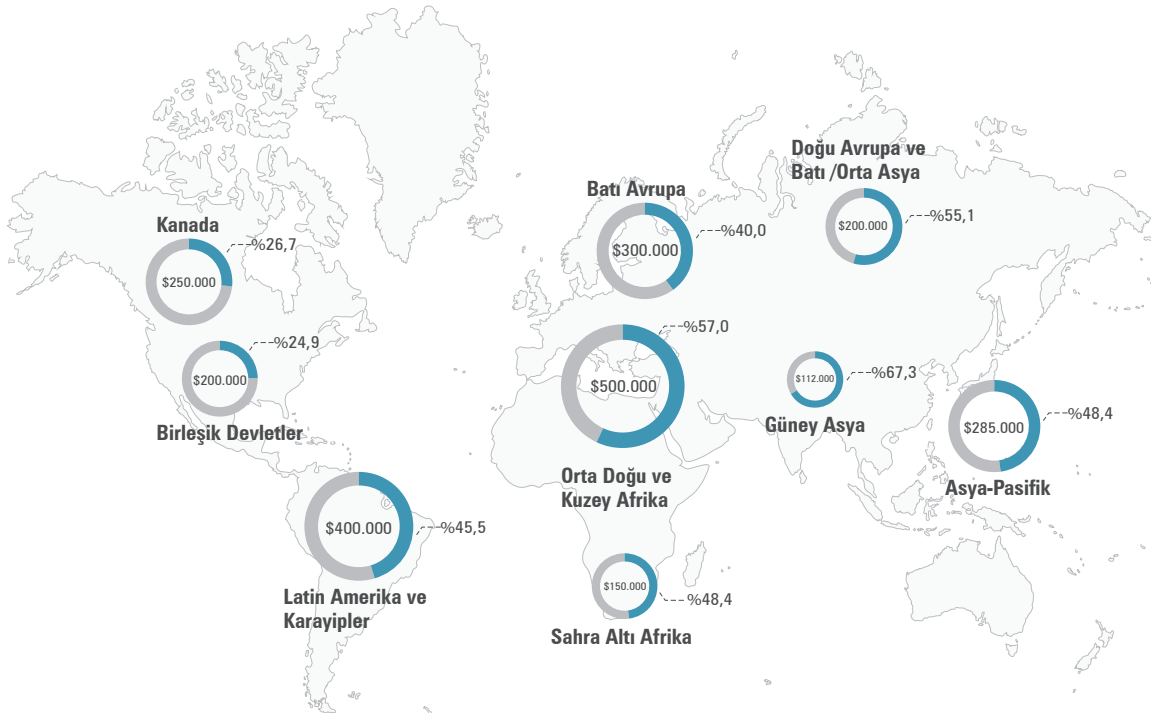 Kanada
%26,7
$250.000
%24,9
$200.000
Birleşik Devletler
$400.000
%45,5
Latin Amerika ve
Karayipler
Batı Avrupa
%40,0
$300.000
%57,0
$500.000
Orta Doğu ve
Kuzey Afrika
$150.000
%48,4
Sahra Altı Afrika
Doğu Avrupa ve
Batı /Orta Asya
%55,1
$200.000
%67,3
$112.000
Güney Asya
%48,4
$285.000
Asya-Pasifik